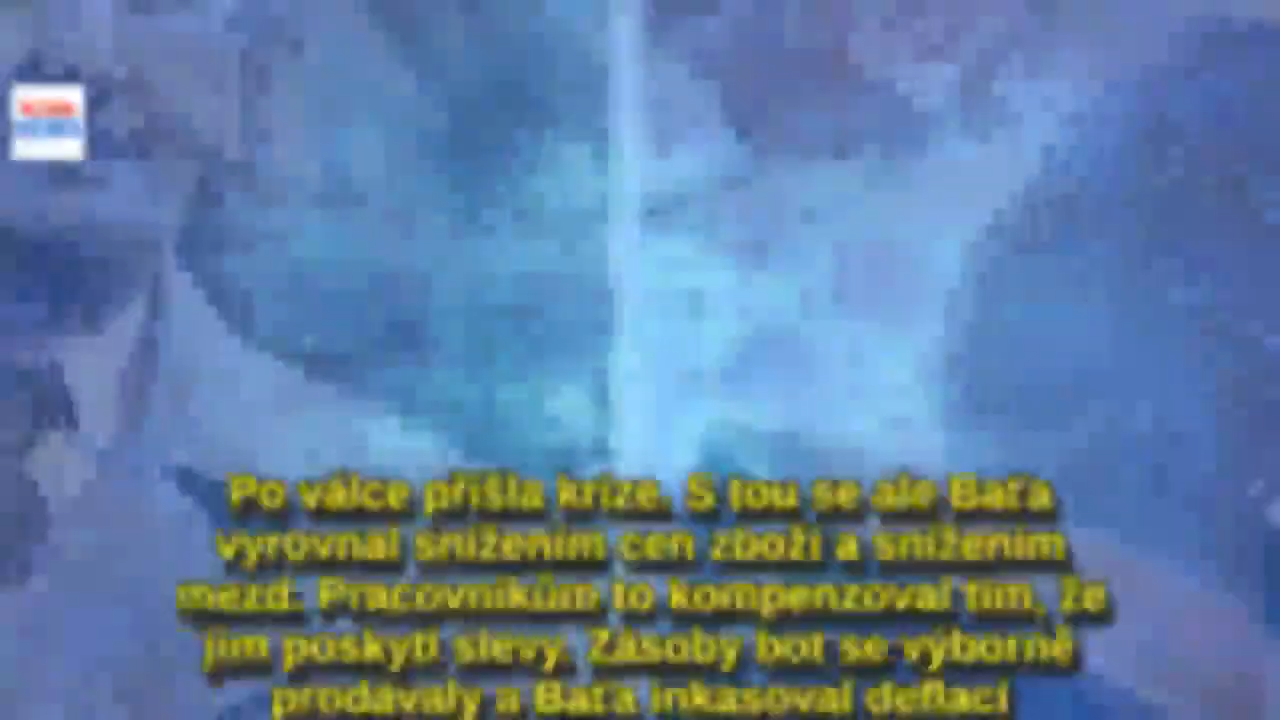 Po válce přišla krize. S tou se ale Baťa
vyrovnal snížením cen zboží a snížením
mezd. Pracovníkům to kompenzoval tím, že
jim poskytl slevy. Zásoby bot se výborně
prodávaly a Baťa inkasoval deflací